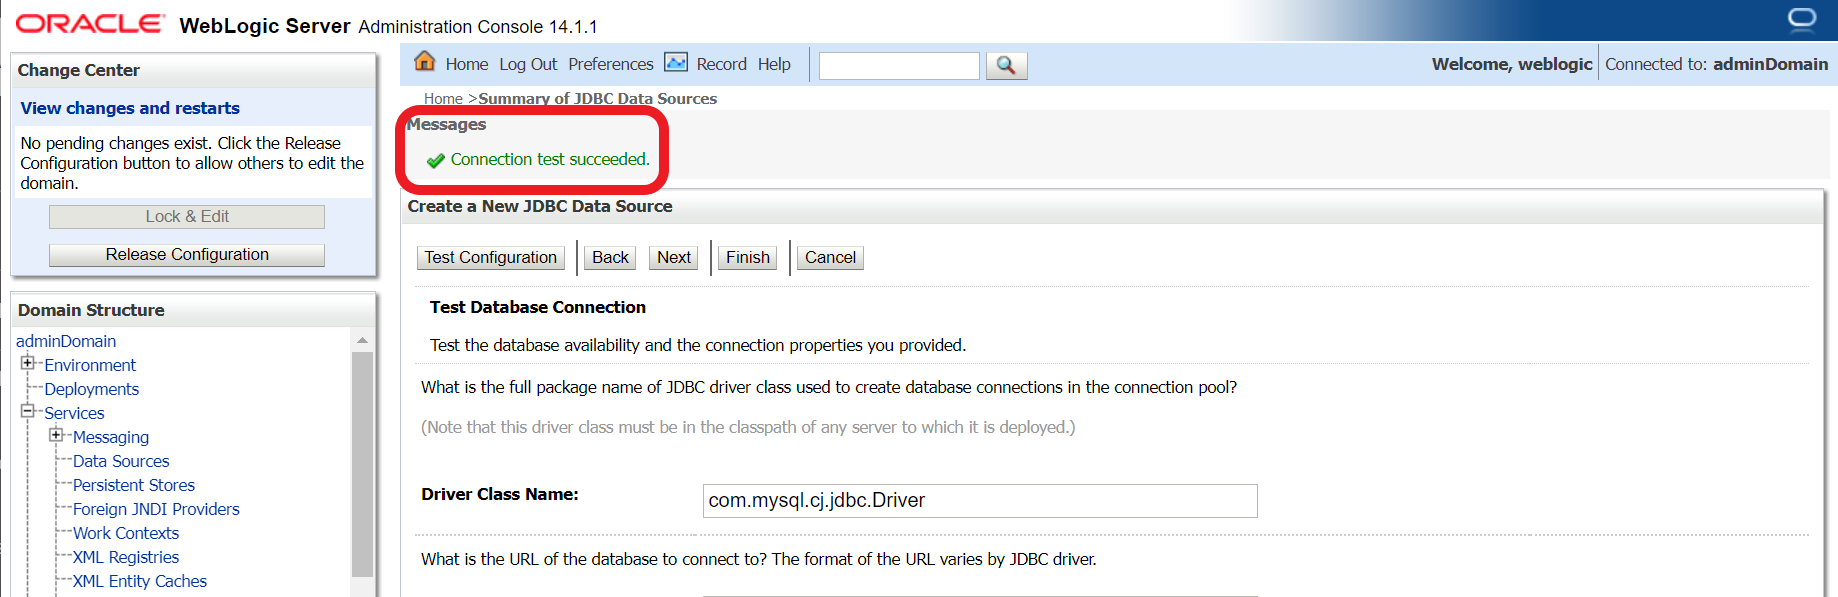 ORACLE WebLogic Server Administration Console 14.1.1
Change Center
View changes and restarts
No pending changes exist. Click the Release
Configuration button to allow others to edit the
domain.
Lock & Edit
Release Configuration
Domain Structure
adminDomain
Environment
Deployments
Services
Messaging
Data Sources
Persistent Stores
Foreign JNDI Providers
Work Contexts
XML Registries
XML Entity Caches
Home Log Out Preferences Record Help
Welcome, weblogic Connected to: adminDomain
Home >Summary of JDBC Data Sources
Messages
Connection test succeeded.
Create a New JDBC Data Source
Test Configuration Back Next Finish Cancel
Test Database Connection
Test the database availability and the connection properties you provided.
What is the full package name of JDBC driver class used to create database connections in the connection pool?
(Note that this driver class must be in the classpath of any server to which it is deployed.)
Driver Class Name: com.mysql.cj.jdbc.Driver
What is the URL of the database to connect to? The format of the URL varies by JDBC driver.